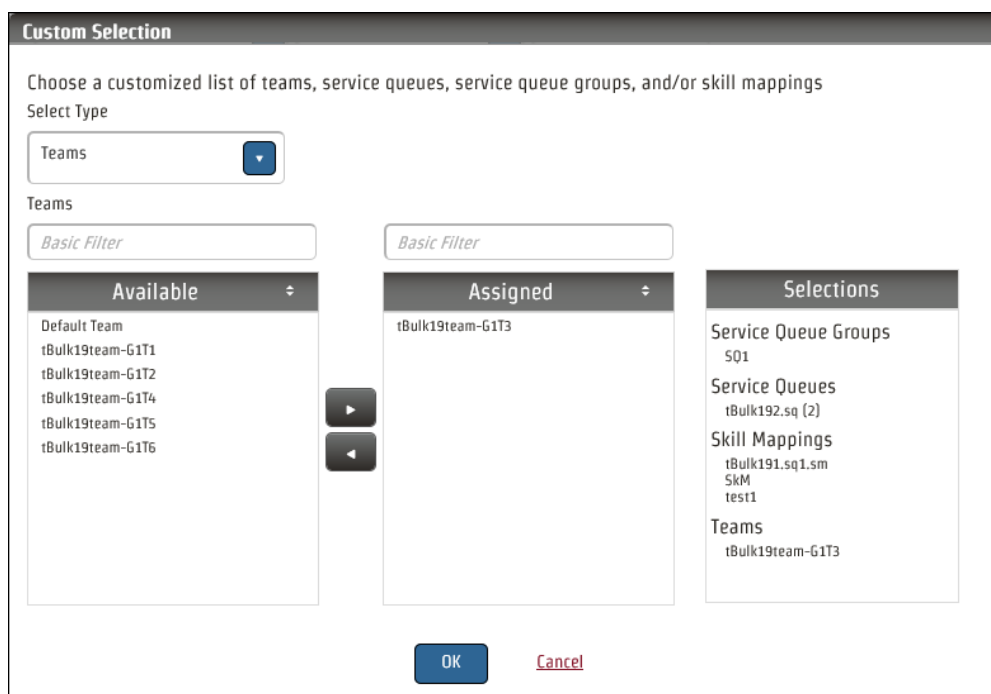 Custom Selection
Choose a customized list of teams, service queues, service queue groups, and/or skill mappings
Select Type
Teams
Teams
Basic Filter
Basic Filter
Available
Assigned
Selections
Default Team
tBulk19team-G1T1
tBulk19team-G1T2
tBulk19team-G1T4
tBulk19team-G1T5
tBulk19team-G1T6
tBulk19team-G1T3
Service Queue Groups
SQ1
Service Queues
tBulk192.sq (2)
Skill Mappings
tBulk191.sq1.sm
SkM
test1
Teams
tBulk19team-G1T3
OK
Cancel